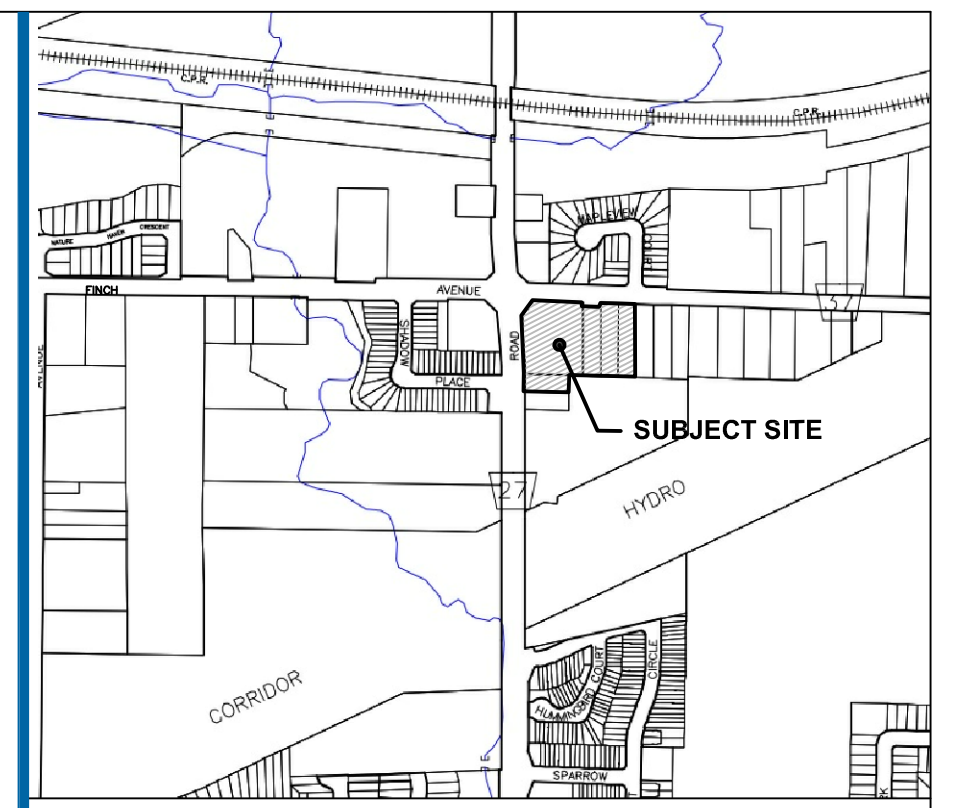 C.P.R.
C.P.R.
MAPLEVIEW
COURT
NATURE HAVEN CRESCENT
FINCH AVENUE
37
AVENUE
SHADOW
PLACE
ROAD
SUBJECT SITE
27
HYDRO
CORRIDOR
HUMMINGBIRD COURT
CIRCLE
SPARROW